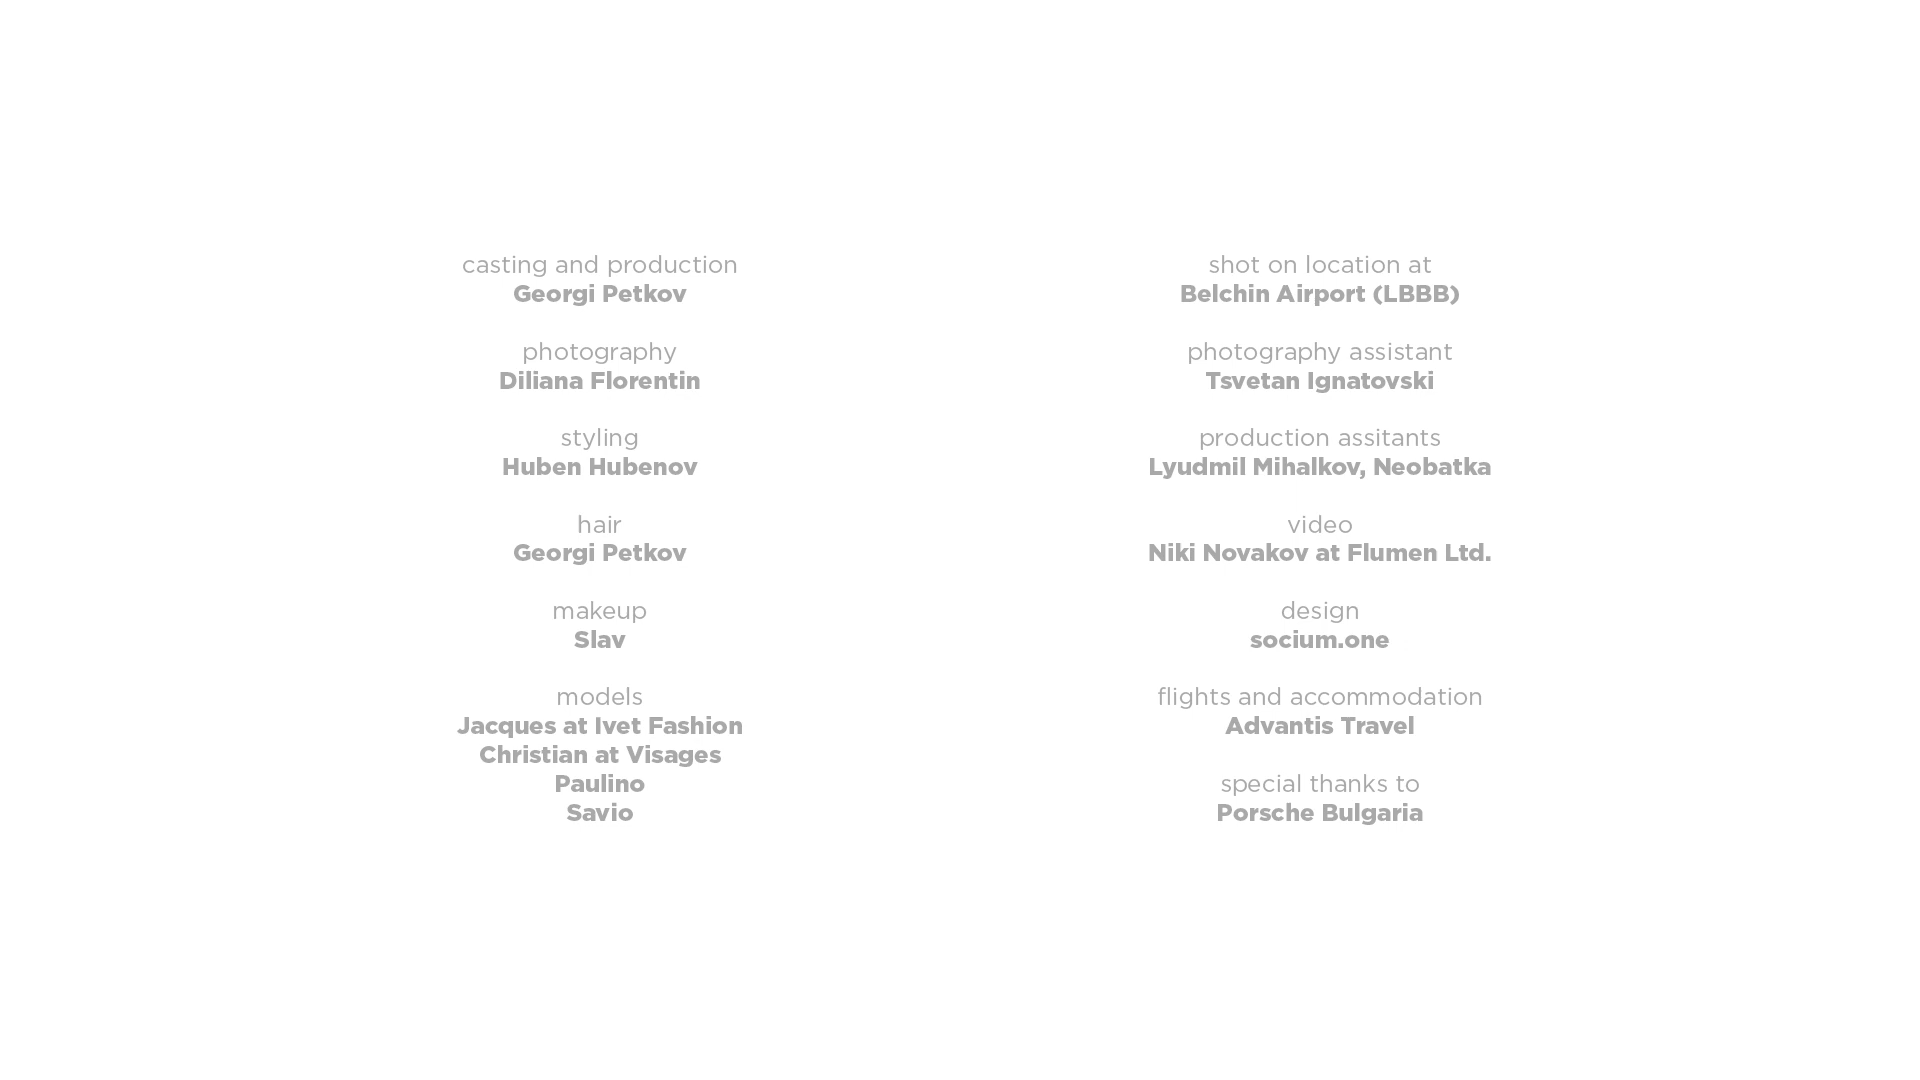 casting and production
Georgi Petkov
photography
Diliana Florentin
styling
Huben Hubenov
hair
Georgi Petkov
makeup
Slav
models
Jacques at Ivet Fashion
Christian at Visages
Paulino
Savio
shot on location at
Belchin Airport (LBBB)
photography assistant
Tsvetan Ignatovski
production assitants
Lyudmil Mihalkov, Neobatka
video
Niki Novakov at Flumen Ltd.
design
socium.one
flights and accommodation
Advantis Travel
special thanks to
Porsche Bulgaria